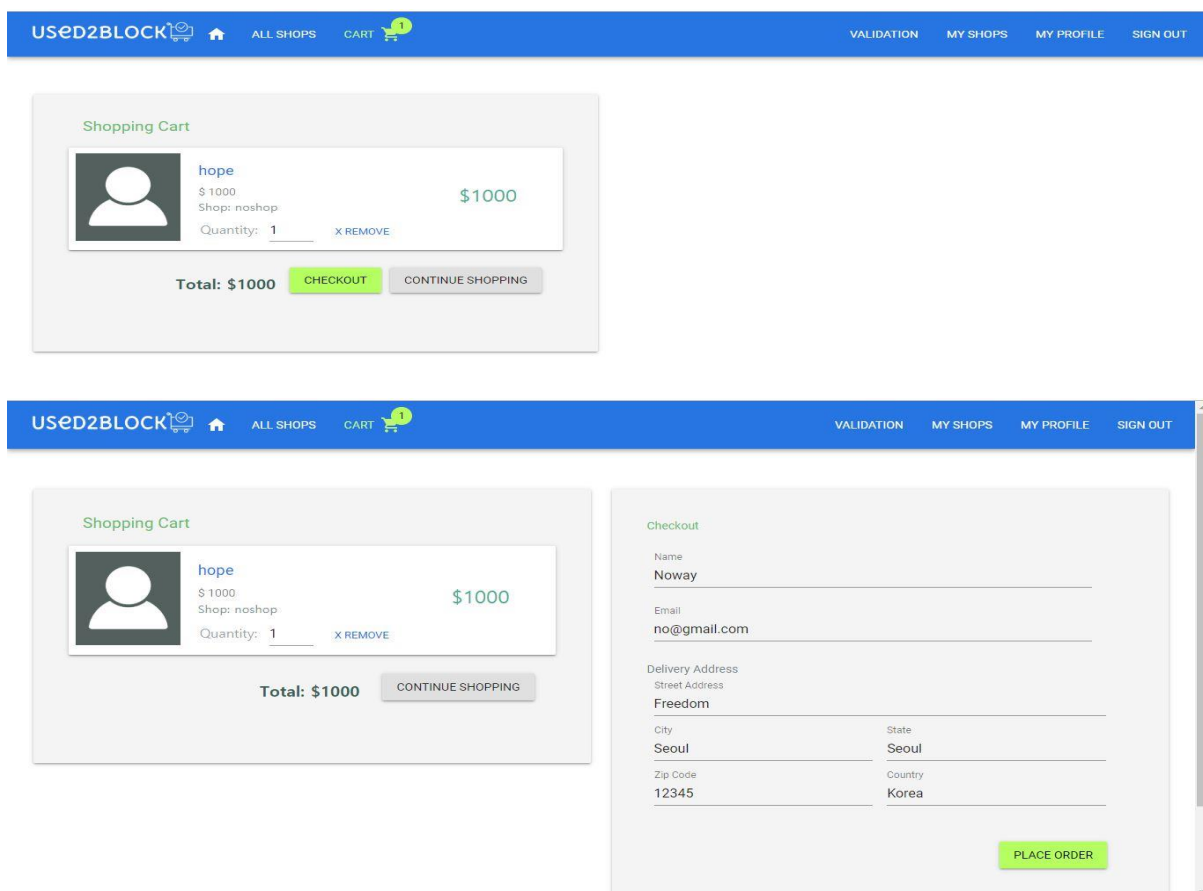 USeD2BLOCK ALL SHOPS CART 1 VALIDATION MY SHOPS MY PROFILE SIGN OUT
Shopping Cart
hope
$ 1000
Shop: noshop
$1000
Quantity: 1 X REMOVE
Total: $1000 CHECKOUT CONTINUE SHOPPING
USeD2BLOCK ALL SHOPS CART 1 VALIDATION MY SHOPS MY PROFILE SIGN OUT
Shopping Cart
hope
$ 1000
Shop: noshop
$1000
Quantity: 1 X REMOVE
Total: $1000 CONTINUE SHOPPING
Checkout
Name
Noway
Email
no@gmail.com
Delivery Address
Street Address
Freedom
City State
Seoul Seoul
Zip Code Country
12345 Korea
PLACE ORDER